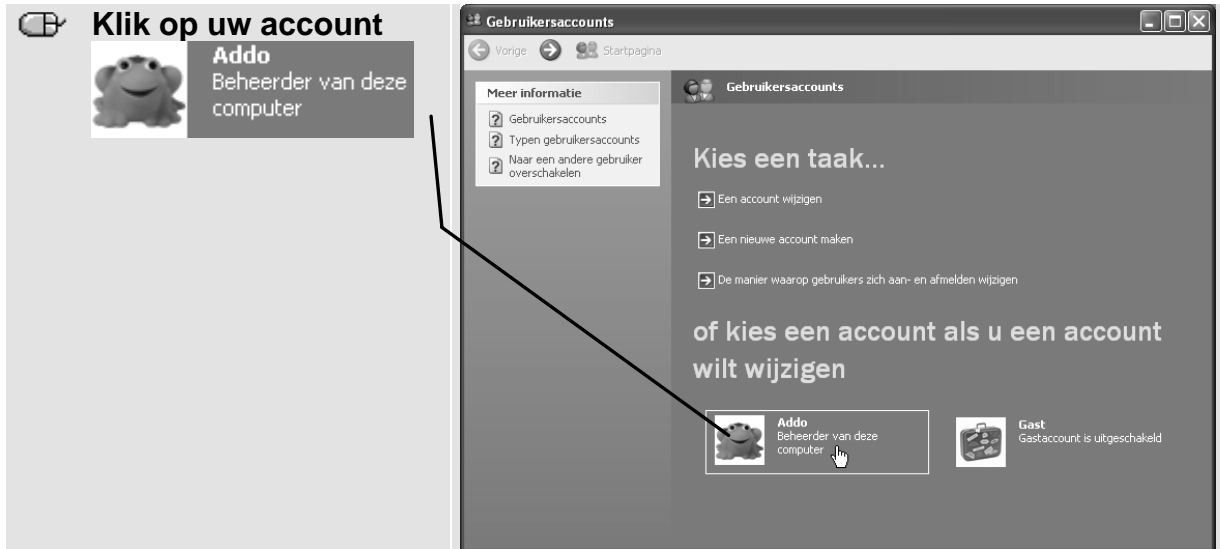 Klik op uw account
Addo
Beheerder van deze
computer
Gebruikersaccounts
Vorige
Startpagina
Meer informatie
Gebruikersaccounts
Typen gebruikersaccounts
Naar een andere gebruiker
overschakelen
Gebruikersaccounts
Kies een taak...
Een account wijzigen
Een nieuwe account maken
De manier waarop gebruikers zich aan- en afmelden wijzigen
of kies een account als u een account
wilt wijzigen
Addo
Beheerder van deze
computer
Gast
Gastaccount is uitgeschakeld